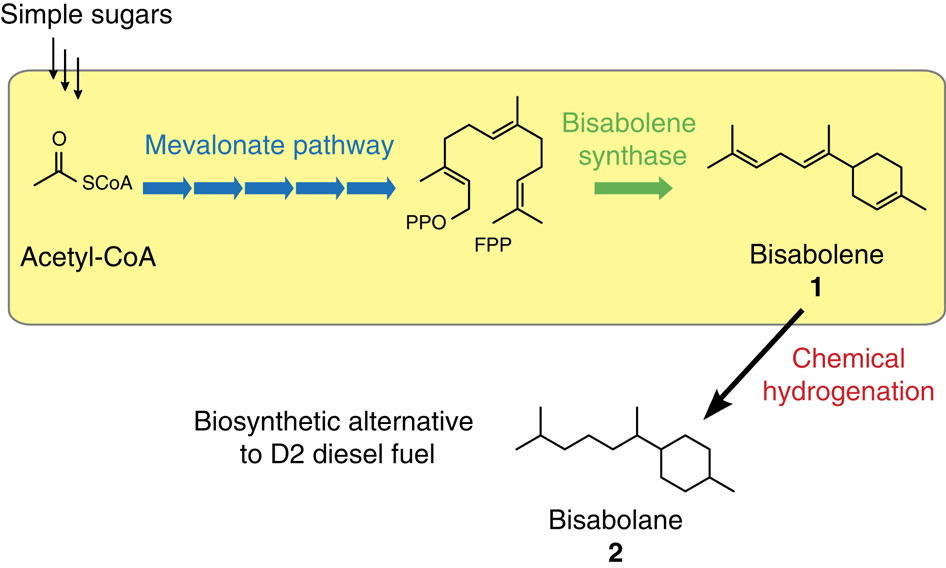 Simple sugars
O
SCoA
Acetyl-CoA
Mevalonate pathway
PPO
FPP
Bisabolene
synthase
Bisabolene
1
Chemical
hydrogenation
Biosynthetic alternative
to D2 diesel fuel
Bisabolane
2